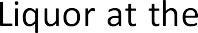 Liquor at the